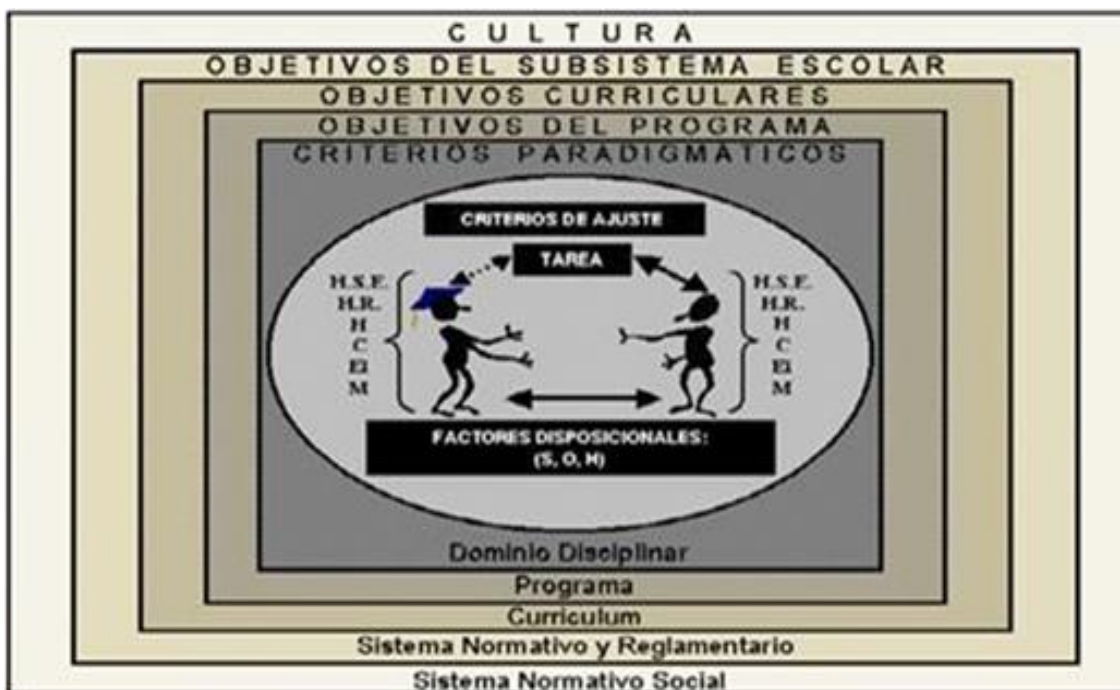 CULTURA
OBJETIVOS DEL SUBSISTEMA ESCOLAR
OBJETIVOS CURRICULARES
OBJETIVOS DEL PROGRAMA
CRITERIOS PARADIGMATICOS
CRITERIOS DE AJUSTE
TAREA
H.S.E.
H.R.
H
C
Ei
M
H.S.E.
H.R.
H
C
Ei
M
FACTORES DISPOSICIONALES:
(S, O, H)
Dominio Disciplinar
Programa
Curriculum
Sistema Normativo y Reglamentario
Sistema Normativo Social